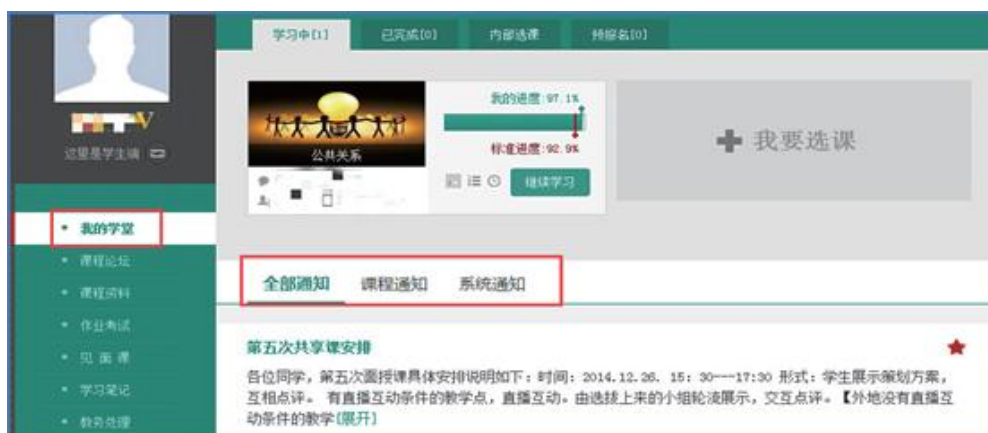 学习中[1]
已完成[0]
内部选课
预报名[0]
V
这里是学生端
我的学堂
课程论坛
课程资料
作业考试
见面课
学习笔记
教务处理
公共关系
我的进度:97.1%
标准进度:92.9%
继续学习
我要选课
全部通知
课程通知
系统通知
第五次共享课安排
各位同学，第五次面授课具体安排说明如下：时间：2014.12.26. 15：30---17:30 形式：学生展示策划方案，
互相点评。 有直播互动条件的教学点，直播互动。由选拔上来的小组轮流展示，交互点评。【外地没有直播互
动条件的教学[展开]